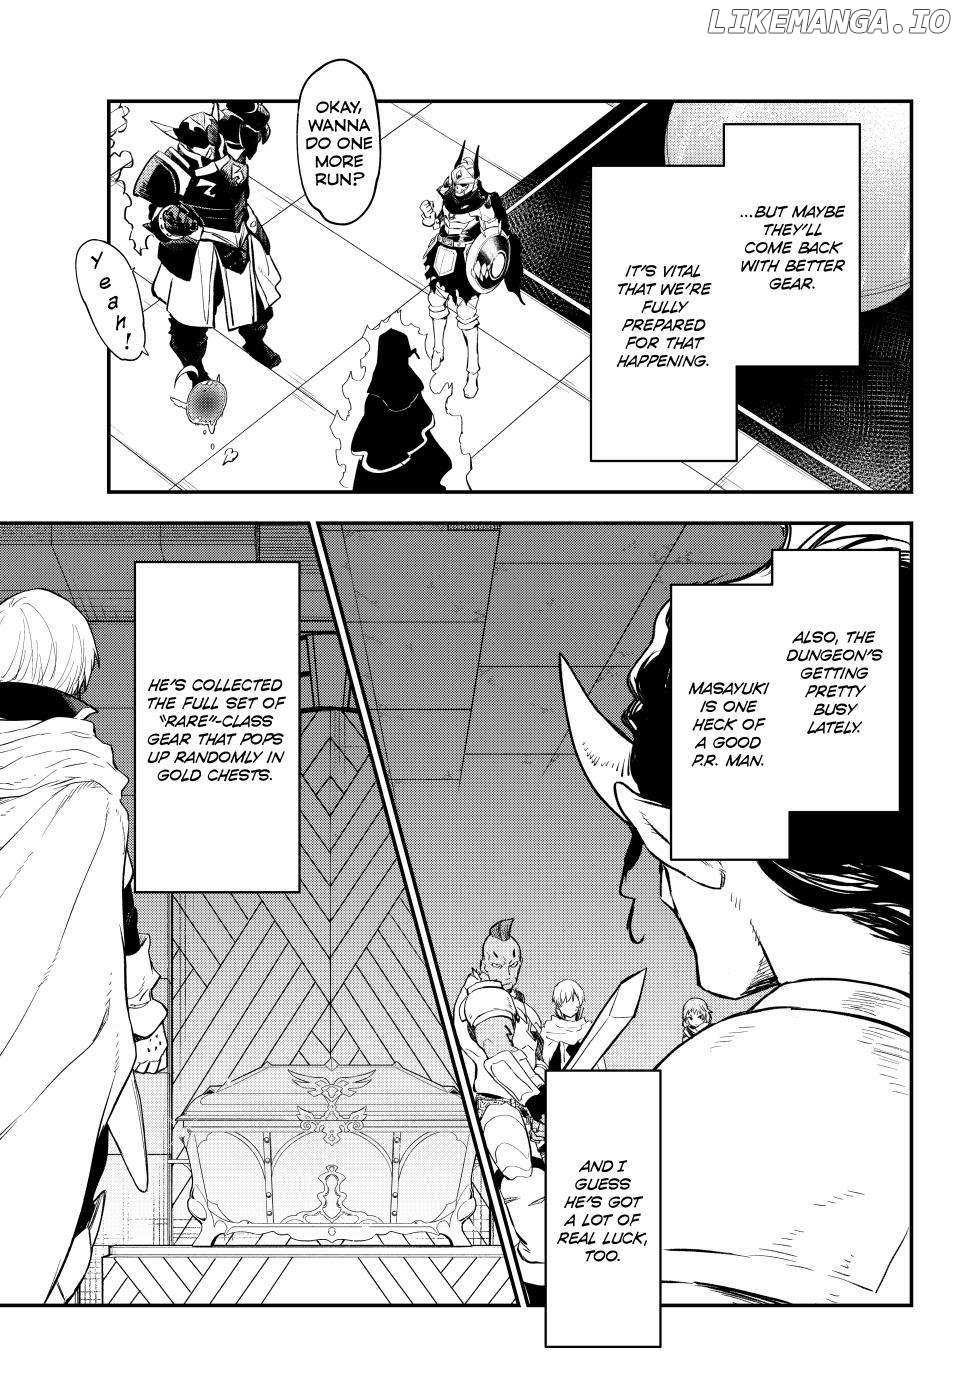 LIKEMANGA.IO
...BUT MAYBE
THEY'LL
COME BACK
WITH BETTER
GEAR.
IT'S VITAL
THAT WE'RE
FULLY
PREPARED
FOR THAT
HAPPENING.
OKAY,
WANNA
DO ONE
MORE
RUN?
Yeah!
ALSO, THE
DUNGEON'S
GETTING
PRETTY
BUSY
LATELY.
MASAYUKI
IS ONE
HECK OF
A GOOD
P.R. MAN.
AND I
GUESS
HE'S GOT
A LOT OF
REAL LUCK,
TOO.
HE'S COLLECTED
THE FULL SET OF
"RARE"-CLASS
GEAR THAT POPS
UP RANDOMLY IN
GOLD CHESTS.